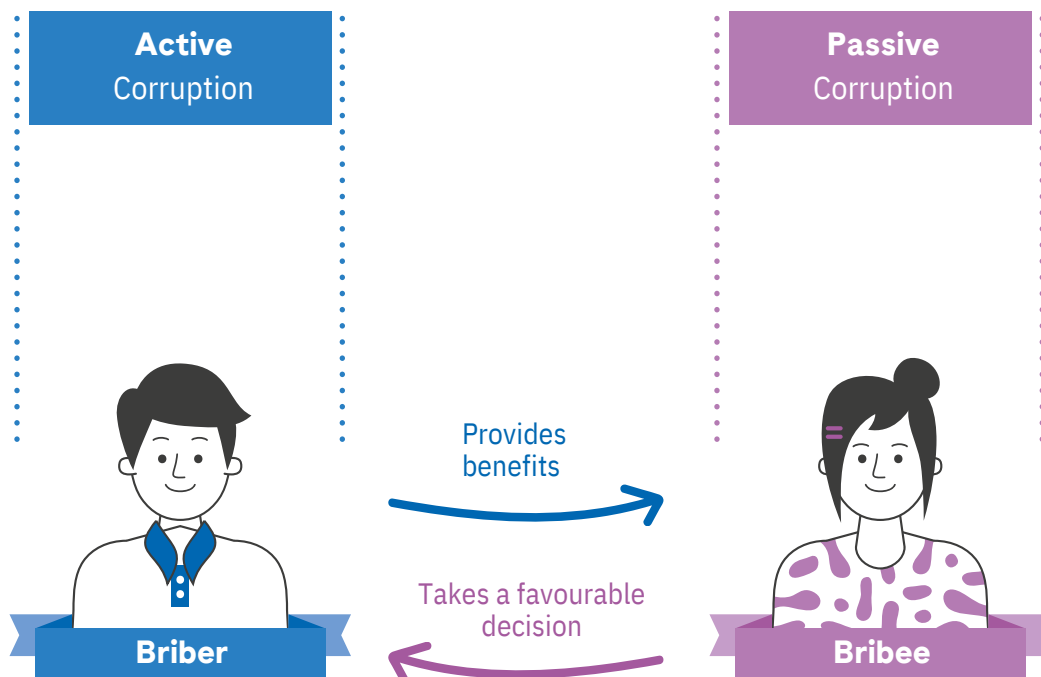 Active
Corruption
Passive
Corruption
Provides
benefits
Takes a favourable
decision
Briber
Bribee